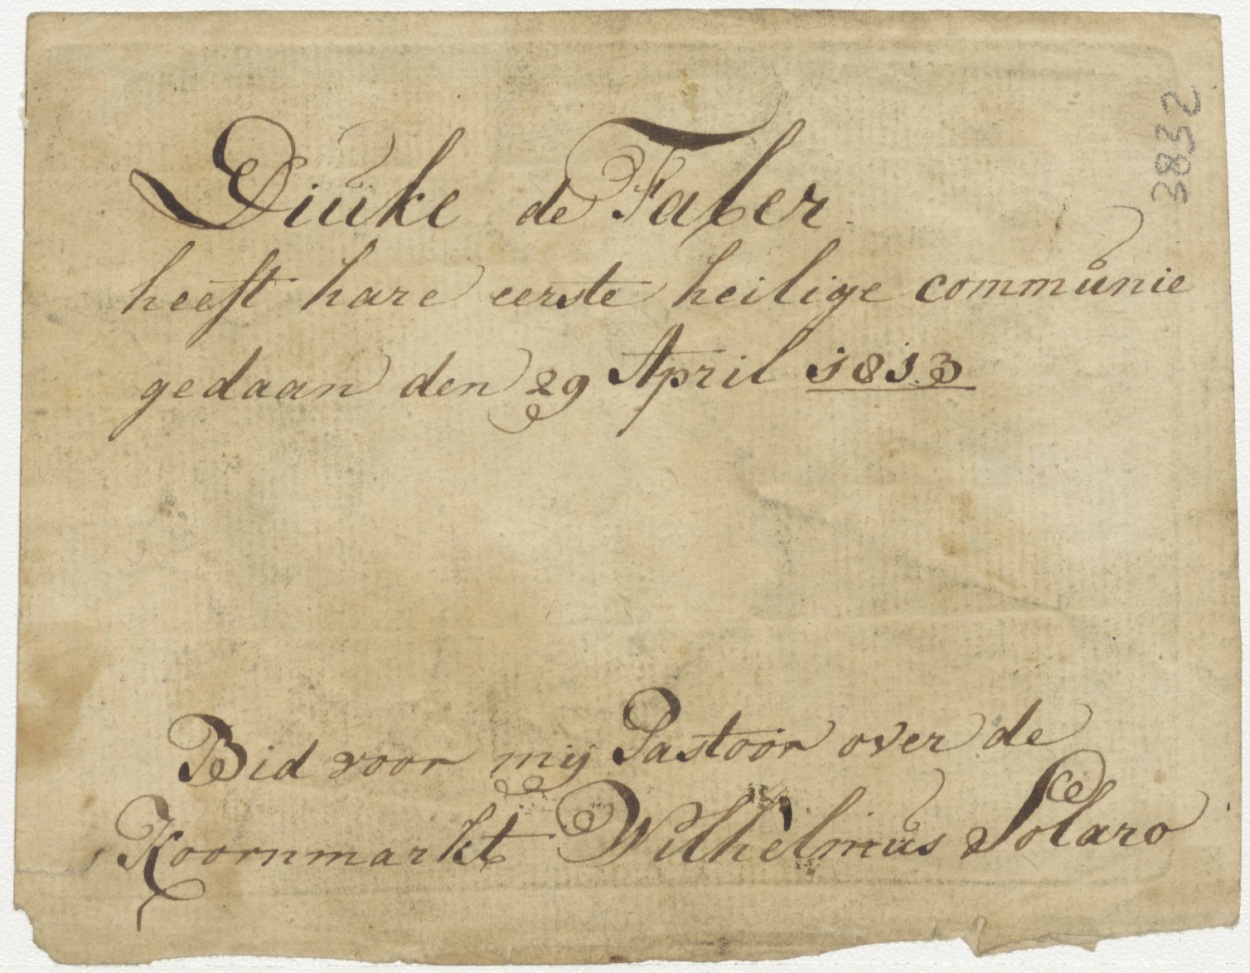 Diuke de Faber
heeft hare eerste heilige communie
gedaan den 29 April 1813
Bid voor mij Pastoor over de
Koornmarkt Wilhelmus Solaro
3832